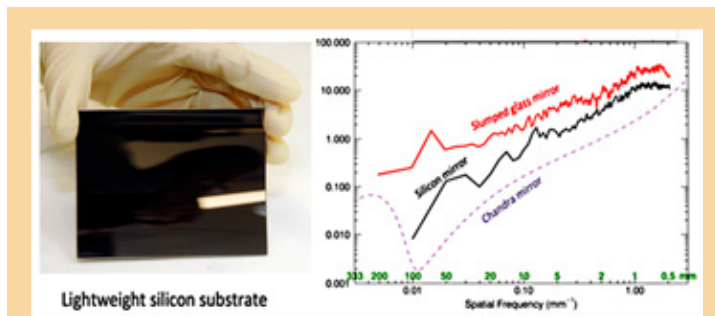 100.000
10.000
1.000
0.100
0.010
0.001
Slumped glass mirror
Silicon mirror
Chandra mirror
333 200 100 50 20 10 5 2 1 0.5 mm
0.01 0.10 1.00
Spatial Frequency (mm⁻¹)
Lightweight silicon substrate